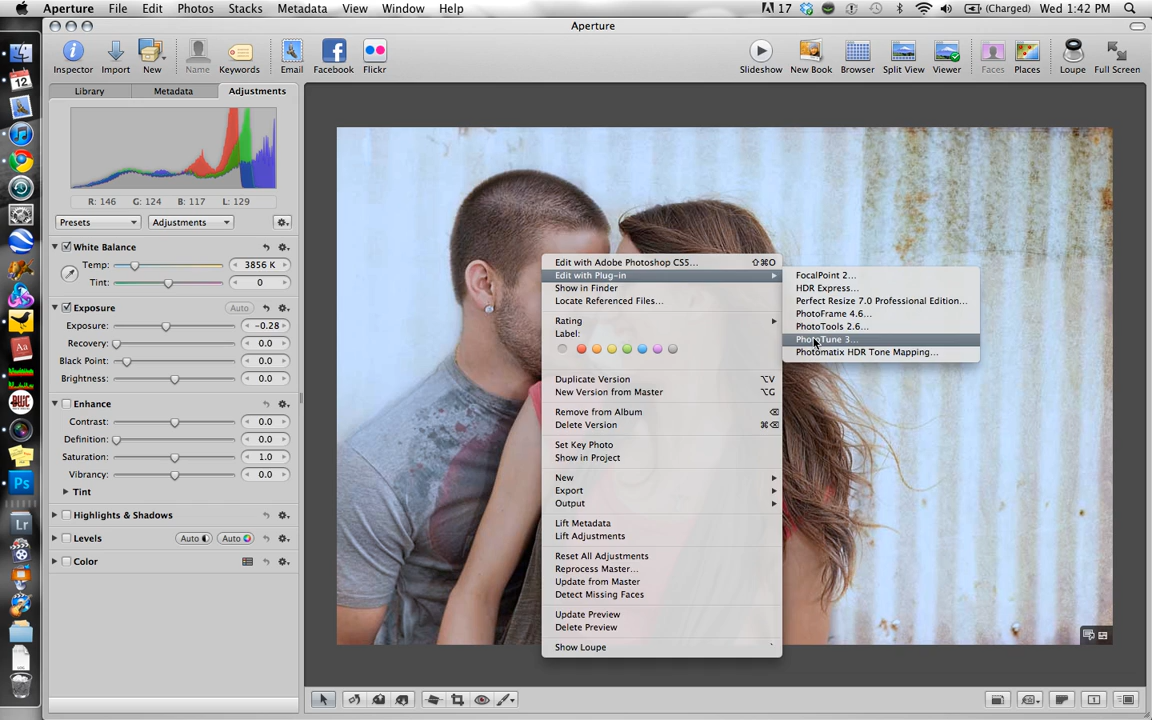 Aperture File Edit Photos Stacks Metadata View Window Help 17 (Charged) Wed 1:42 PM
Aperture
Inspector Import New Name Keywords Email Facebook Flickr Slideshow New Book Browser Split View Viewer Faces Places Loupe Full Screen
Library Metadata Adjustments
R: 146 G: 124 B: 117 L: 129
Presets Adjustments
White Balance
Temp: 3856 K
Tint: 0
Exposure Auto
Exposure: -0.28
Recovery: 0.0
Black Point: 0.0
Brightness: 0.0
Enhance
Contrast: 0.0
Definition: 0.0
Saturation: 1.0
Vibrancy: 0.0
Tint
Highlights & Shadows
Levels Auto Auto
Color
Edit with Adobe Photoshop CS5... ⇧⌘O
Edit with Plug-in
Show in Finder
Locate Referenced Files...
Rating
Label:
Duplicate Version ⌥V
New Version from Master ⌥G
Remove from Album ⌫
Delete Version ⌘⌫
Set Key Photo
Show in Project
New
Export
Output
Lift Metadata
Lift Adjustments
Reset All Adjustments
Reprocess Master...
Update from Master
Detect Missing Faces
Update Preview
Delete Preview
Show Loupe `
FocalPoint 2...
HDR Express...
Perfect Resize 7.0 Professional Edition...
PhotoFrame 4.6...
PhotoTools 2.6...
PhotoTune 3...
Photomatix HDR Tone Mapping...
12
Aa
BWC
Ps
Lr
1